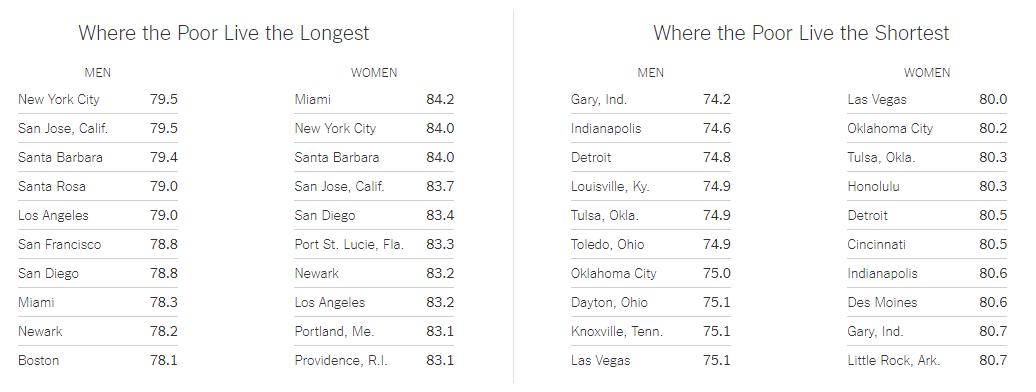 Where the Poor Live the Longest
MEN
New York City 79.5
San Jose, Calif. 79.5
Santa Barbara 79.4
Santa Rosa 79.0
Los Angeles 79.0
San Francisco 78.8
San Diego 78.8
Miami 78.3
Newark 78.2
Boston 78.1
WOMEN
Miami 84.2
New York City 84.0
Santa Barbara 84.0
San Jose, Calif. 83.7
San Diego 83.4
Port St. Lucie, Fla. 83.3
Newark 83.2
Los Angeles 83.2
Portland, Me. 83.1
Providence, R.I. 83.1
Where the Poor Live the Shortest
MEN
Gary, Ind. 74.2
Indianapolis 74.6
Detroit 74.8
Louisville, Ky. 74.9
Tulsa, Okla. 74.9
Toledo, Ohio 74.9
Oklahoma City 75.0
Dayton, Ohio 75.1
Knoxville, Tenn. 75.1
Las Vegas 75.1
WOMEN
Las Vegas 80.0
Oklahoma City 80.2
Tulsa, Okla. 80.3
Honolulu 80.3
Detroit 80.5
Cincinnati 80.5
Indianapolis 80.6
Des Moines 80.6
Gary, Ind. 80.7
Little Rock, Ark. 80.7